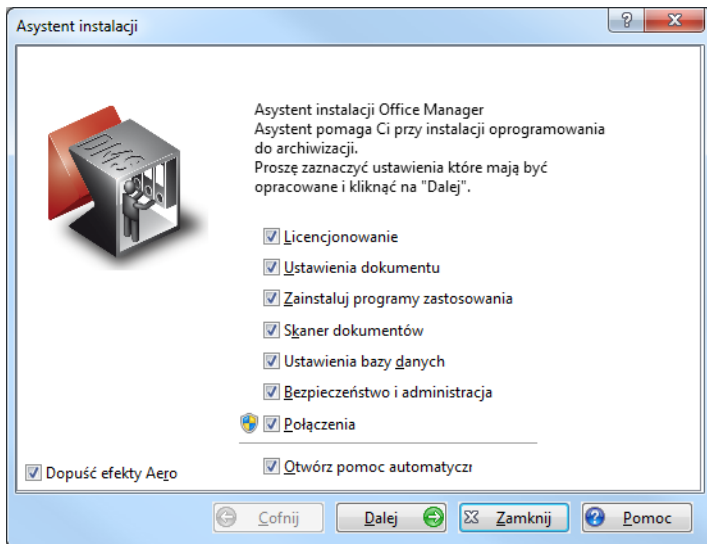 Asystent instalacji
DMS
Asystent instalacji Office Manager
Asystent pomaga Ci przy instalacji oprogramowania
do archiwizacji.
Proszę zaznaczyć ustawienia które mają być
opracowane i kliknąć na "Dalej".
Licencjonowanie
Ustawienia dokumentu
Zainstaluj programy zastosowania
Skaner dokumentów
Ustawienia bazy danych
Bezpieczeństwo i administracja
Połączenia
Otwórz pomoc automatyczr
Dopuść efekty Aero
Cofnij Dalej Zamknij Pomoc